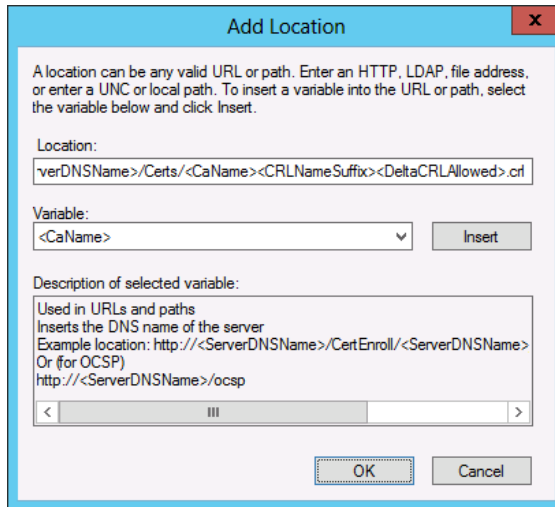 Add Location
x
A location can be any valid URL or path. Enter an HTTP, LDAP, file address,
or enter a UNC or local path. To insert a variable into the URL or path, select
the variable below and click Insert.
Location:
verDNSName>/Certs/<CaName><CRLNameSuffix><DeltaCRLAllowed>.crl
Variable:
<CaName>
Insert
Description of selected variable:
Used in URLs and paths
Inserts the DNS name of the server
Example location: http://<ServerDNSName>/CertEnroll/<ServerDNSName>
Or (for OCSP)
http://<ServerDNSName>/ocsp
OK
Cancel